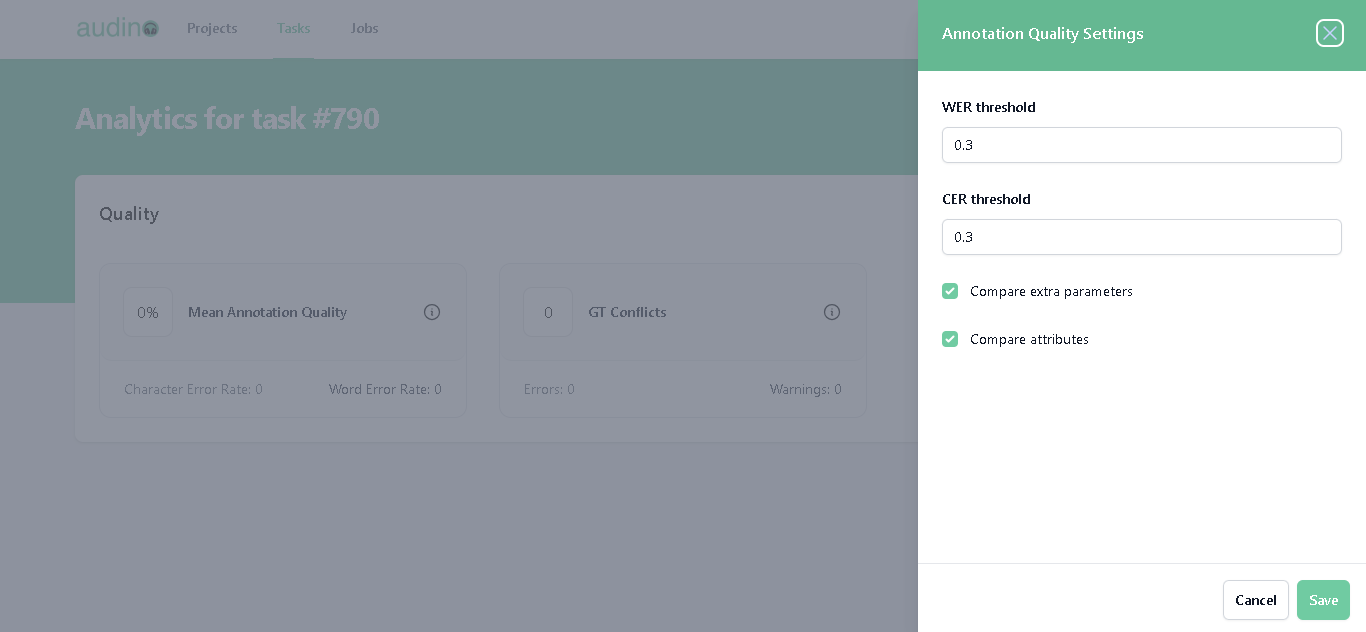 audino Projects Tasks Jobs
Analytics for task #790
Quality
0% Mean Annotation Quality
Character Error Rate: 0 Word Error Rate: 0
0 GT Conflicts
Errors: 0 Warnings: 0
Annotation Quality Settings
WER threshold
0.3
CER threshold
0.3
Compare extra parameters
Compare attributes
Cancel Save